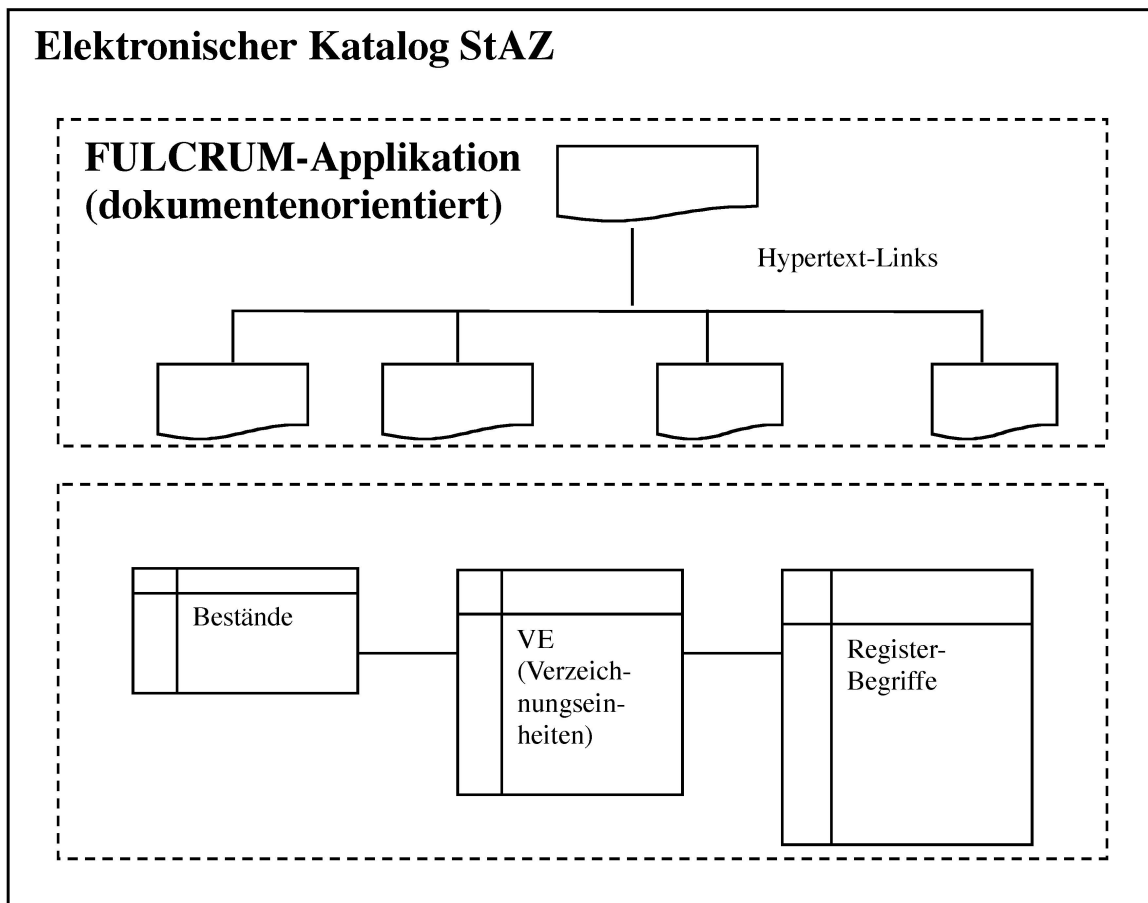 Elektronischer Katalog StAZ
FULCRUM-Applikation
(dokumentenorientiert)
Hypertext-Links
Bestände
VE
(Verzeich-
nungsein-
heiten)
Register-
Begriffe